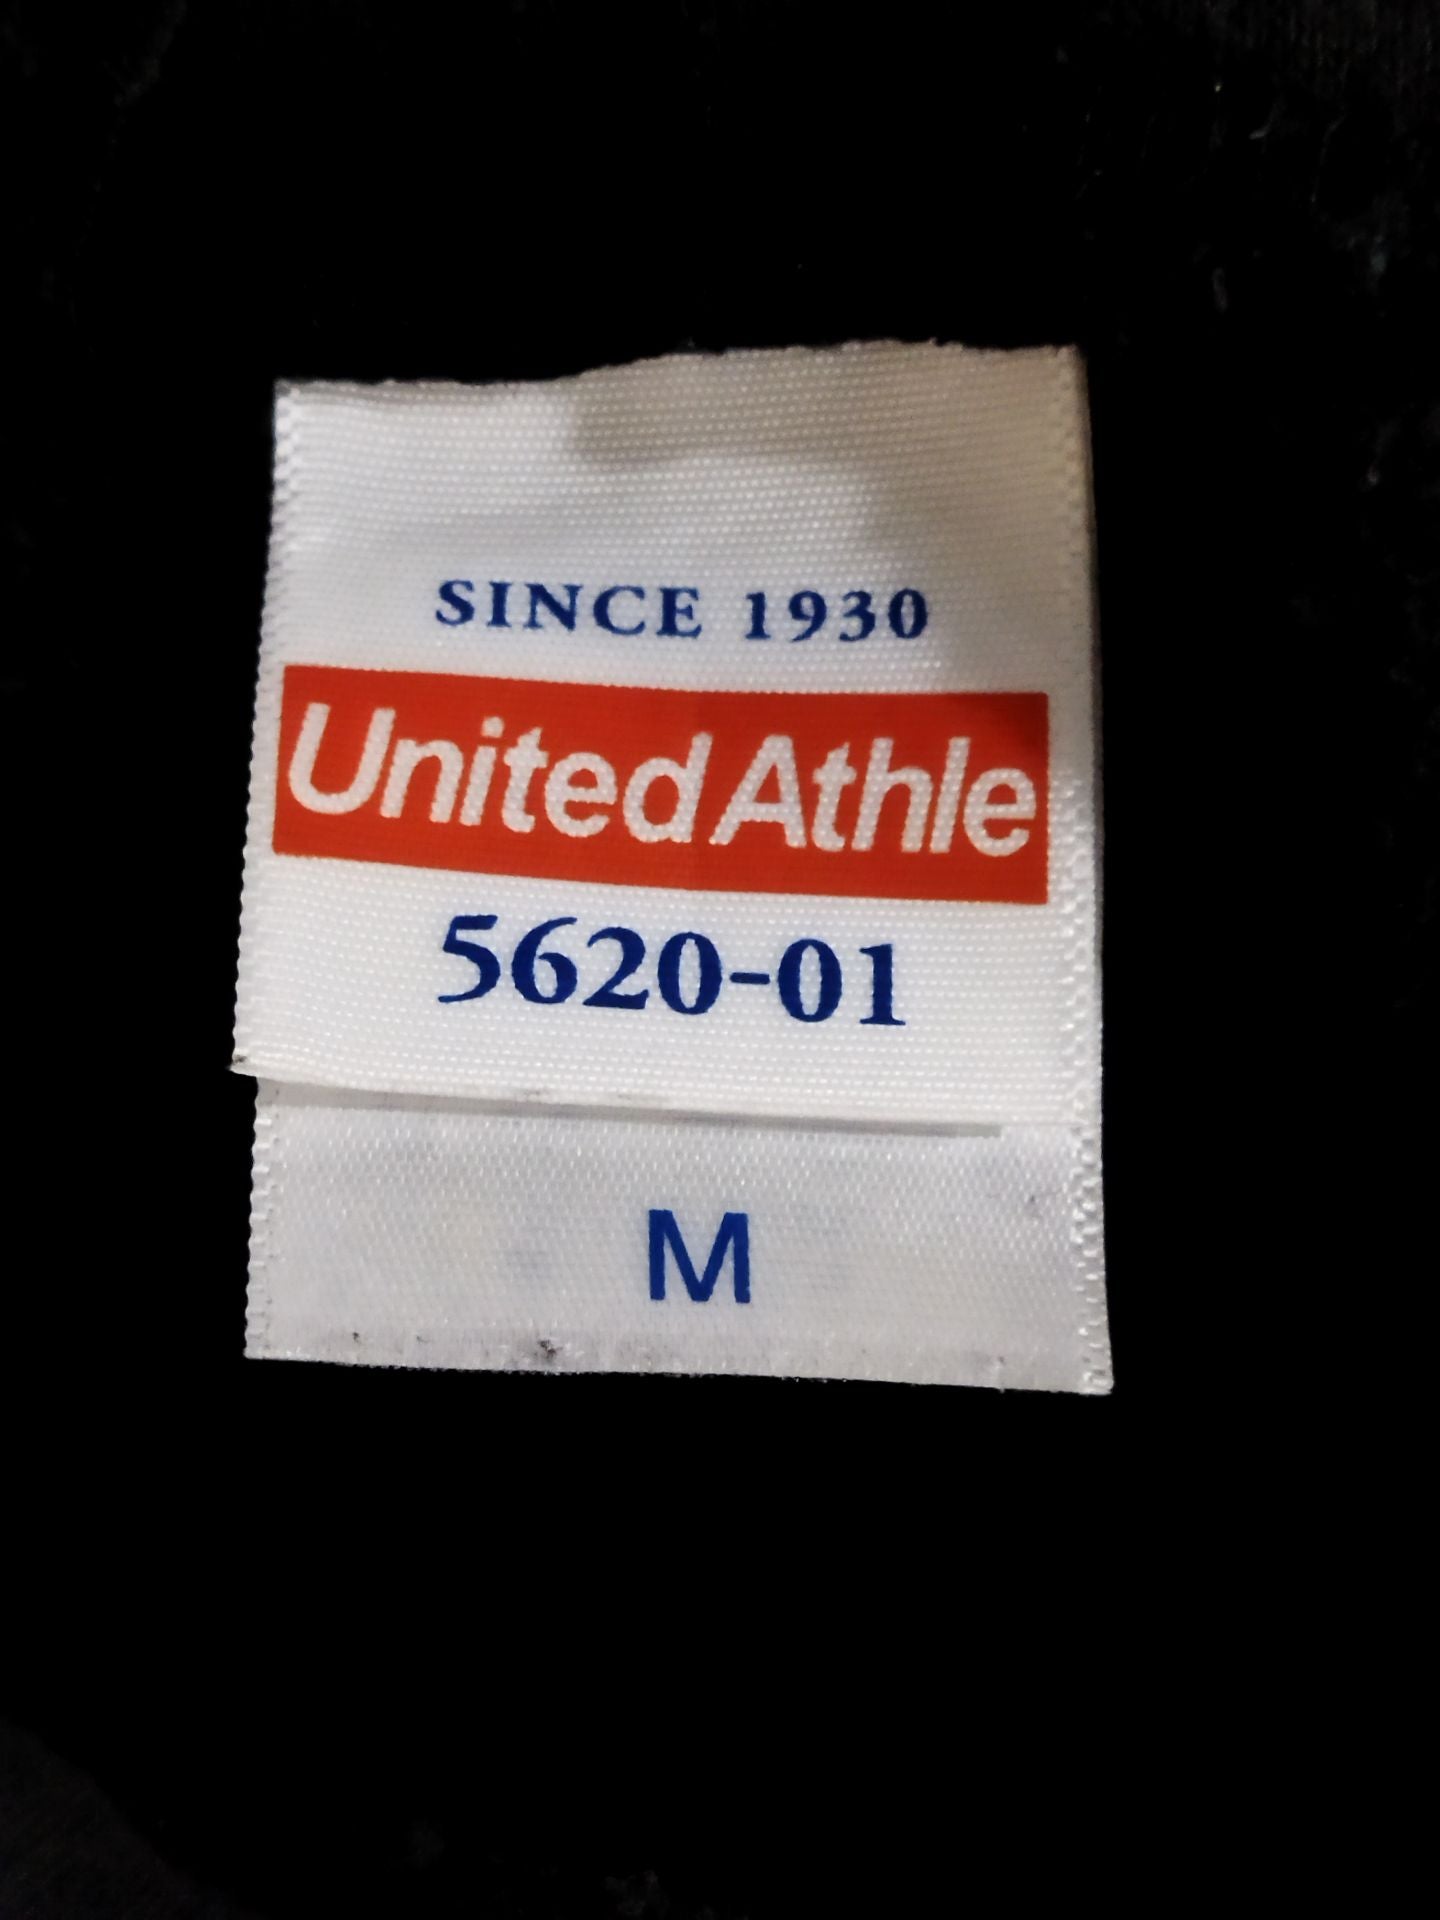 SINCE 1930
United Athle
5620-01
M